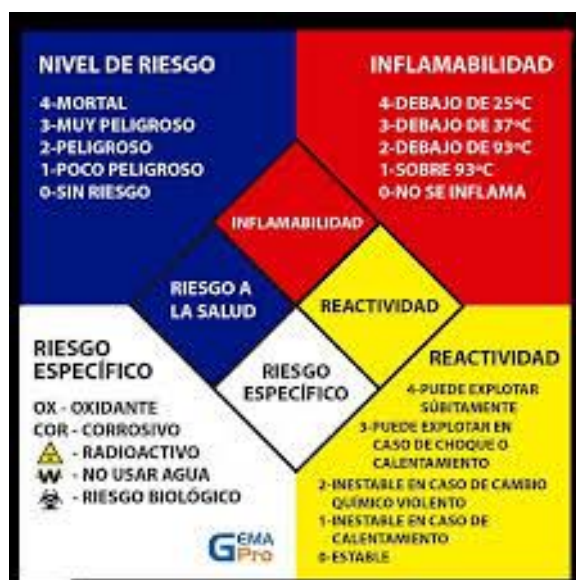 NIVEL DE RIESGO
4-MORTAL
3-MUY PELIGROSO
2-PELIGROSO
1-POCO PELIGROSO
0-SIN RIESGO
INFLAMABILIDAD
4-DEBAJO DE 25ºC
3-DEBAJO DE 37ºC
2-DEBAJO DE 93ºC
1-SOBRE 93ºC
0-NO SE INFLAMA
INFLAMABILIDAD
RIESGO A
LA SALUD
REACTIVIDAD
RIESGO
ESPECÍFICO
RIESGO
ESPECÍFICO
OX - OXIDANTE
COR - CORROSIVO
- RADIOACTIVO
W - NO USAR AGUA
- RIESGO BIOLÓGICO
GEMA
Pro
REACTIVIDAD
4-PUEDE EXPLOTAR
SÚBITAMENTE
3-PUEDE EXPLOTAR EN
CASO DE CHOQUE O
CALENTAMIENTO
2-INESTABLE EN CASO DE CAMBIO
QUÍMICO VIOLENTO
1-INESTABLE EN CASO DE
CALENTAMIENTO
0-ESTABLE